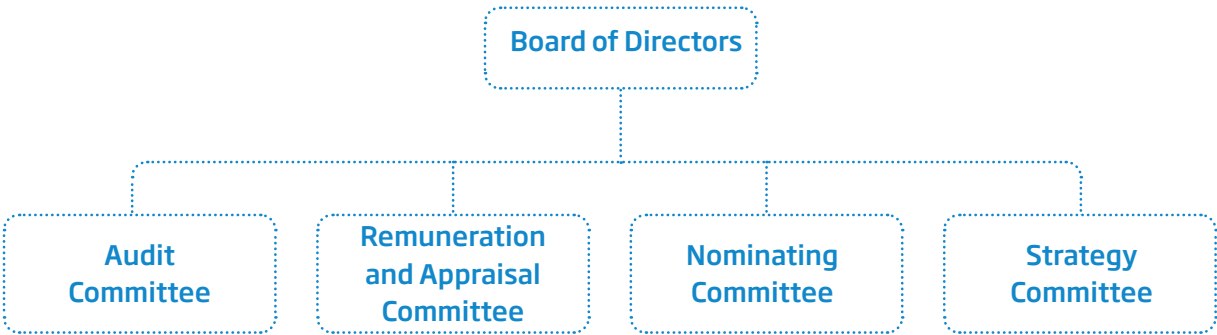 Board of Directors
Audit
Committee
Remuneration
and Appraisal
Committee
Nominating
Committee
Strategy
Committee